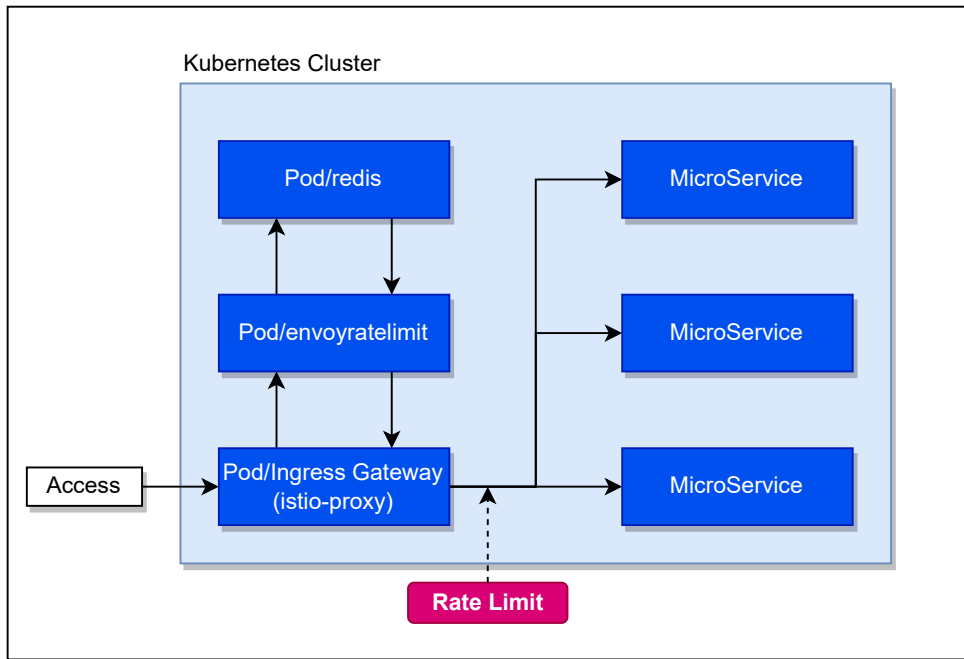 Kubernetes Cluster
Pod/redis
MicroService
Pod/envoyratelimit
MicroService
Access
Pod/Ingress Gateway
(istio-proxy)
MicroService
Rate Limit